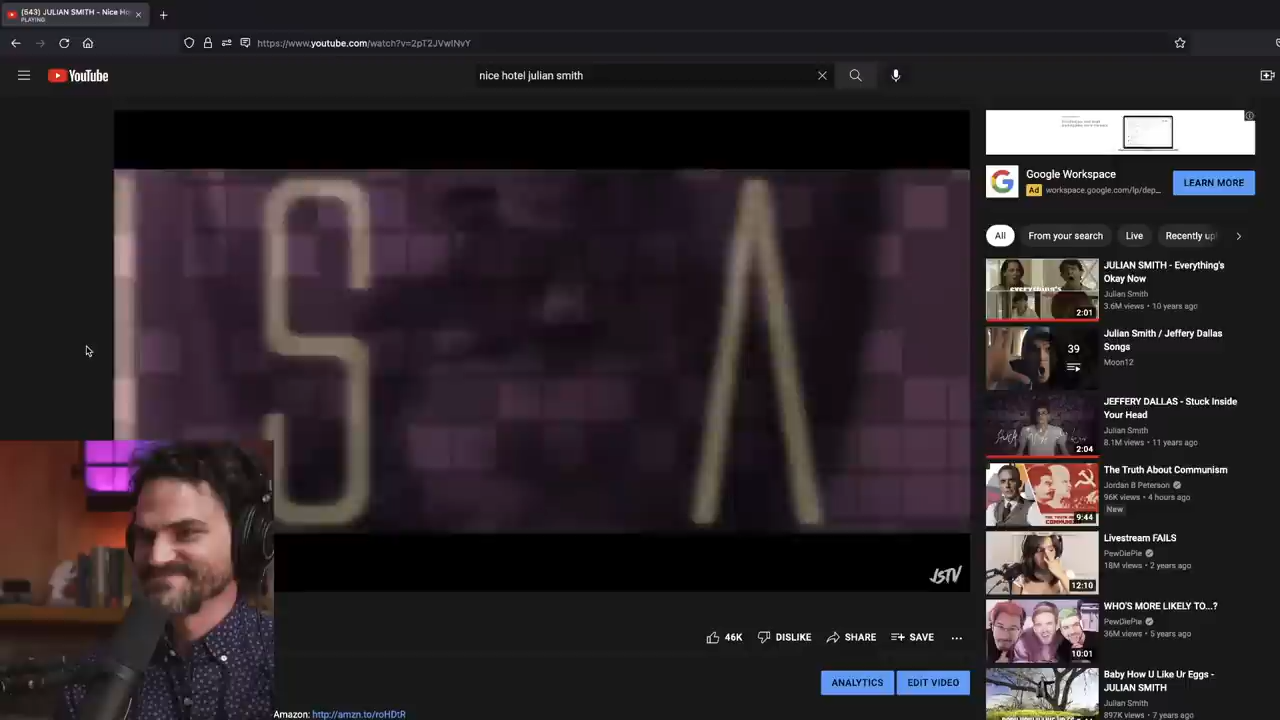 (543) JULIAN SMITH - Nice Ho
PLAYING
https://www.youtube.com/watch?v=2pT2JVwINvY
YouTube
nice hotel julian smith
S Λ
JSTV
46K
DISLIKE
SHARE
SAVE
ANALYTICS
EDIT VIDEO
Amazon: http://amzn.to/roHDtR
Google Workspace
Ad workspace.google.com/lp/dep...
LEARN MORE
All
From your search
Live
Recently up
JULIAN SMITH - Everything's
Okay Now
Julian Smith
3.6M views • 10 years ago
2:01
Julian Smith / Jeffery Dallas
Songs
Moon12
39
JEFFERY DALLAS - Stuck Inside
Your Head
Julian Smith
8.1M views • 11 years ago
2:04
The Truth About Communism
Jordan B Peterson
96K views • 4 hours ago
New
9:44
Livestream FAILS
PewDiePie
18M views • 2 years ago
12:10
WHO'S MORE LIKELY TO...?
PewDiePie
36M views • 5 years ago
10:01
Baby How U Like Ur Eggs -
JULIAN SMITH
Julian Smith
897K views • 7 years ago